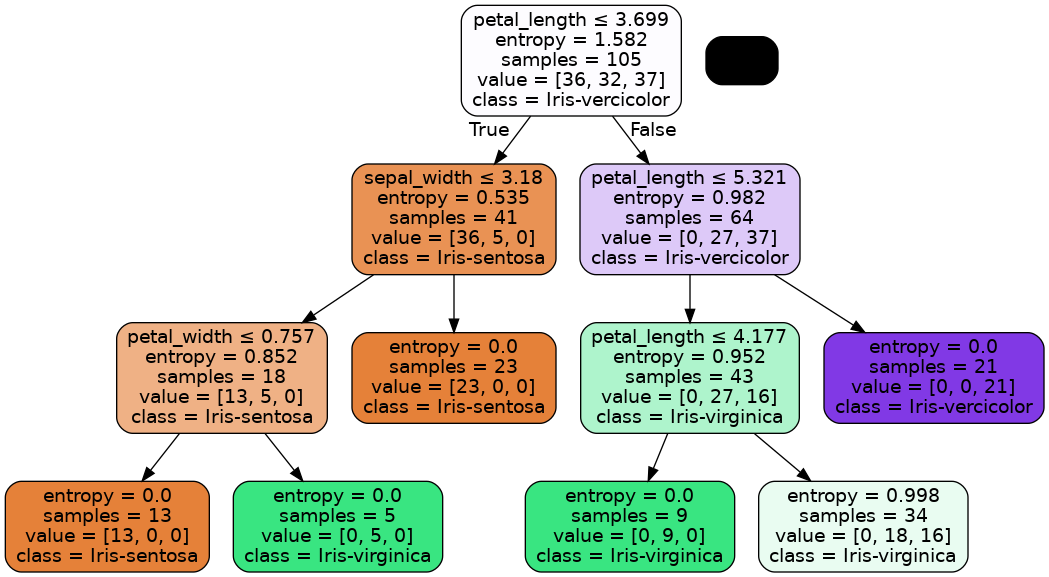 petal_length ≤ 3.699
entropy = 1.582
samples = 105
value = [36, 32, 37]
class = Iris-vercicolor
True
False
sepal_width ≤ 3.18
entropy = 0.535
samples = 41
value = [36, 5, 0]
class = Iris-sentosa
petal_length ≤ 5.321
entropy = 0.982
samples = 64
value = [0, 27, 37]
class = Iris-vercicolor
petal_width ≤ 0.757
entropy = 0.852
samples = 18
value = [13, 5, 0]
class = Iris-sentosa
entropy = 0.0
samples = 23
value = [23, 0, 0]
class = Iris-sentosa
petal_length ≤ 4.177
entropy = 0.952
samples = 43
value = [0, 27, 16]
class = Iris-virginica
entropy = 0.0
samples = 21
value = [0, 0, 21]
class = Iris-vercicolor
entropy = 0.0
samples = 13
value = [13, 0, 0]
class = Iris-sentosa
entropy = 0.0
samples = 5
value = [0, 5, 0]
class = Iris-virginica
entropy = 0.0
samples = 9
value = [0, 9, 0]
class = Iris-virginica
entropy = 0.998
samples = 34
value = [0, 18, 16]
class = Iris-virginica